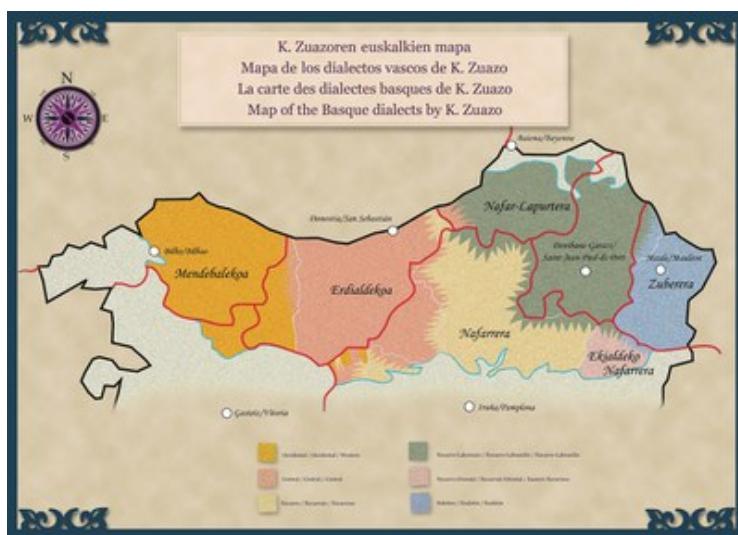 K. Zuazoren euskalkien mapa
Mapa de los dialectos vascos de K. Zuazo
La carte des dialectes basques de K. Zuazo
Map of the Basque dialects by K. Zuazo
N
W
E
S
Baiona/Bayonne
Nafar-Lapurtera
Donostia/San Sebastián
Bilbo/Bilbao
Mendebalekoa
Donibane Garazi/
Saint-Jean Pied-de-Port
Maule/Mauleon
Zuberera
Erdialdekoa
Nafarrera
Ekialdeko
Nafarrera
Gasteiz/Vitoria
Iruña/Pamplona